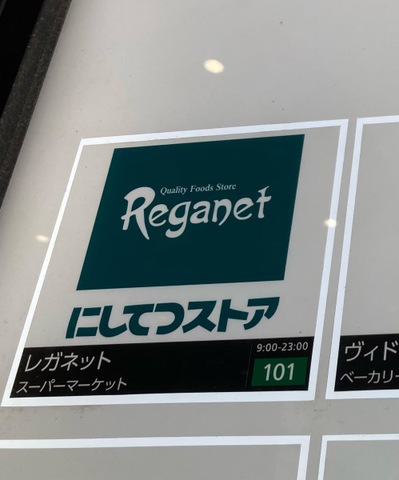 Quality Foods Store
Reganet
にしてつストア
レガネット
スーパーマーケット
9:00-23:00
101
ヴィド
ベーカリー